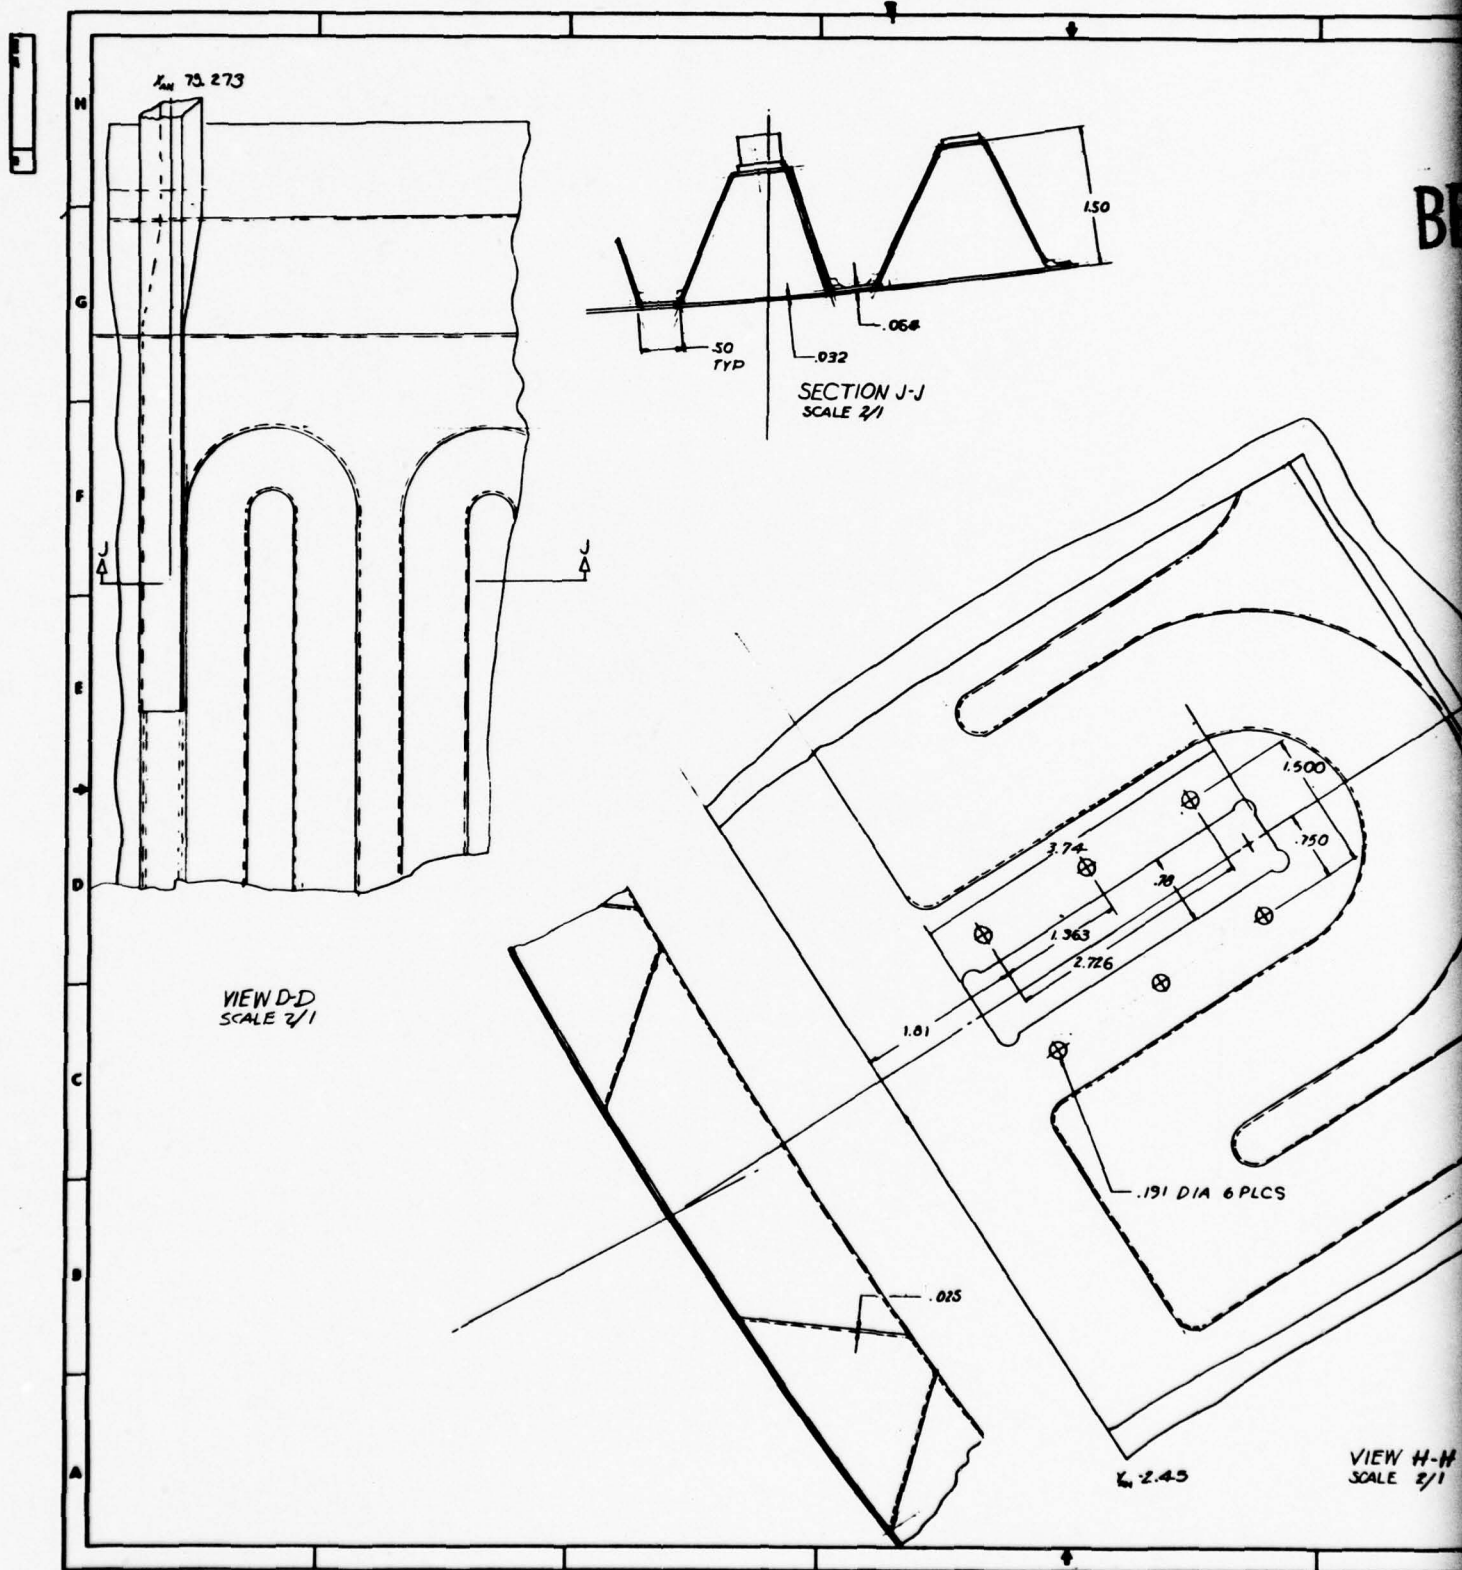 H
G
F
E
D
C
B
A
79.273
1.50
.50
TYP
.032
.064
SECTION J-J
SCALE 2/1
BE
J
J
VIEW D-D
SCALE 2/1
1.500
.750
3.74
.78
1.363
2.726
1.81
.191 DIA 6 PLCS
.025
-2.45
VIEW H-H
SCALE 2/1